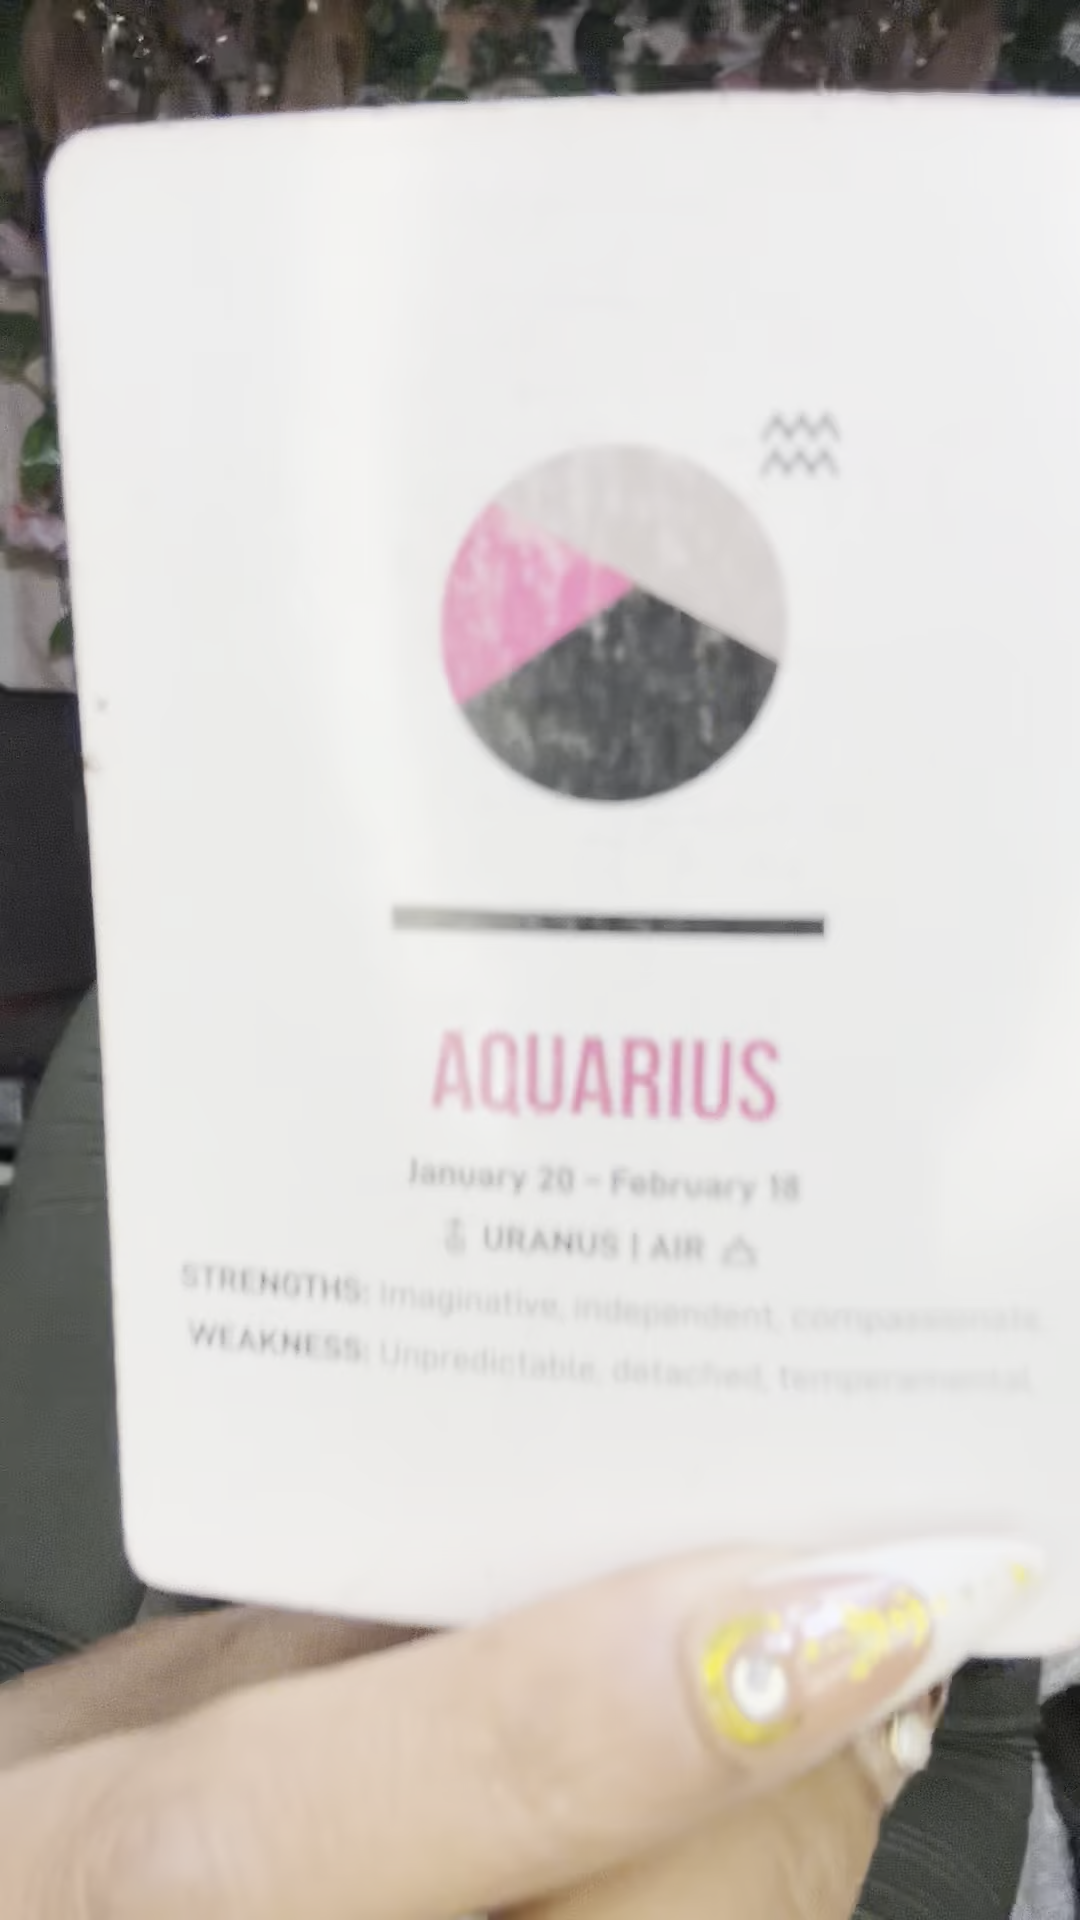 AQUARIUS
January 20 - February 18
URANUS | AIR
STRENGTHS: Imaginative, independent, compassionate.
WEAKNESS: Unpredictable, detached, temperamental.